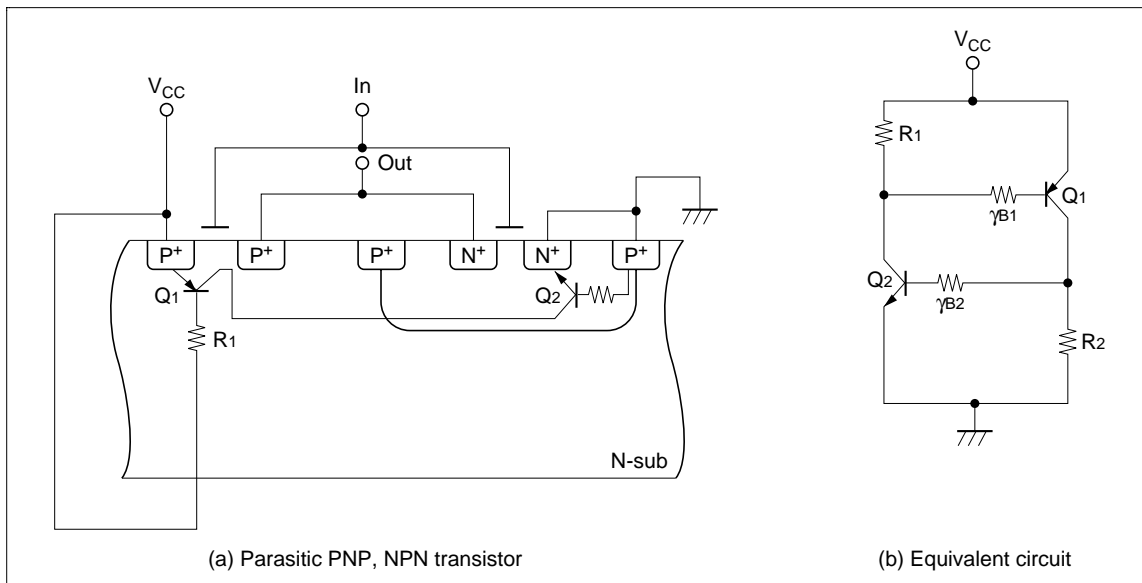 VCC
In
Out
P+
P+
P+
N+
N+
P+
Q1
Q2
R1
N-sub
(a) Parasitic PNP, NPN transistor
VCC
R1
γB1
Q1
Q2
γB2
R2
(b) Equivalent circuit